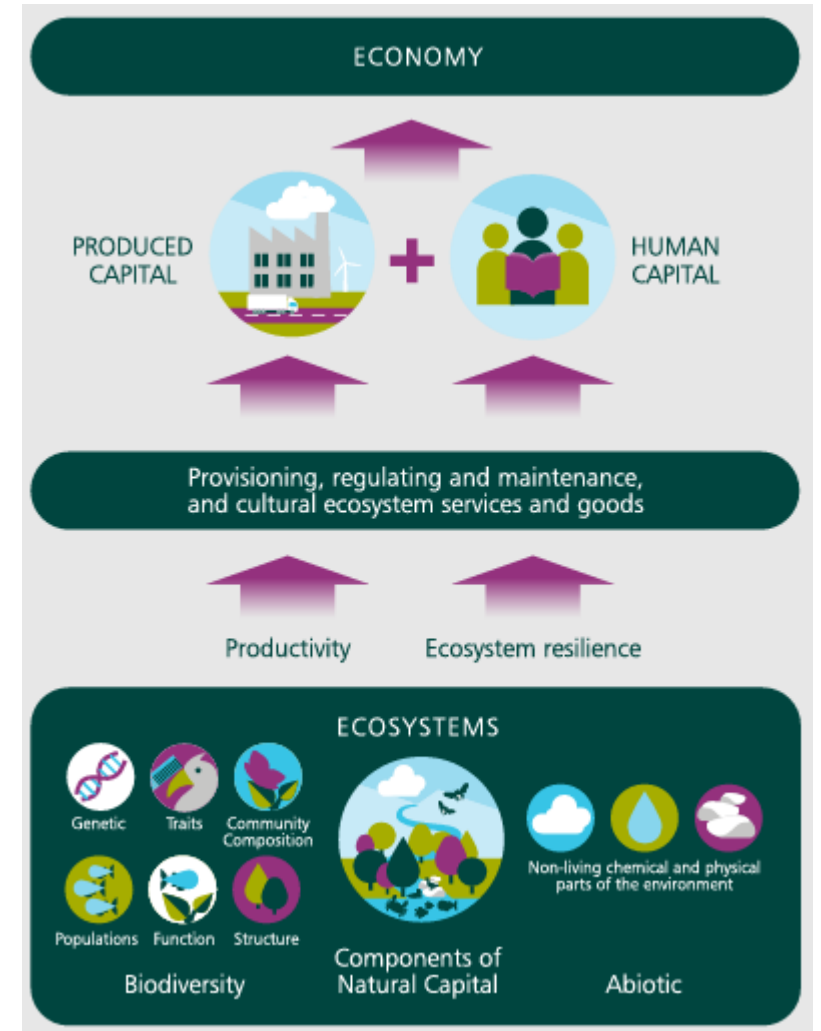 ECONOMY
PRODUCED
CAPITAL
HUMAN
CAPITAL
Provisioning, regulating and maintenance,
and cultural ecosystem services and goods
Productivity
Ecosystem resilience
ECOSYSTEMS
Genetic
Traits
Community
Composition
Populations
Function
Structure
Biodiversity
Components of
Natural Capital
Non-living chemical and physical
parts of the environment
Abiotic